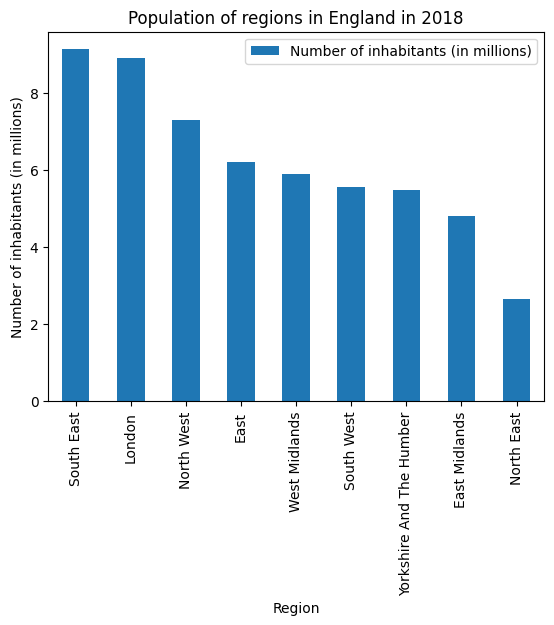 Population of regions in England in 2018
Number of inhabitants (in millions)
Number of inhabitants (in millions)
8
6
4
2
0
South East
London
North West
East
West Midlands
South West
Yorkshire And The Humber
East Midlands
North East
Region